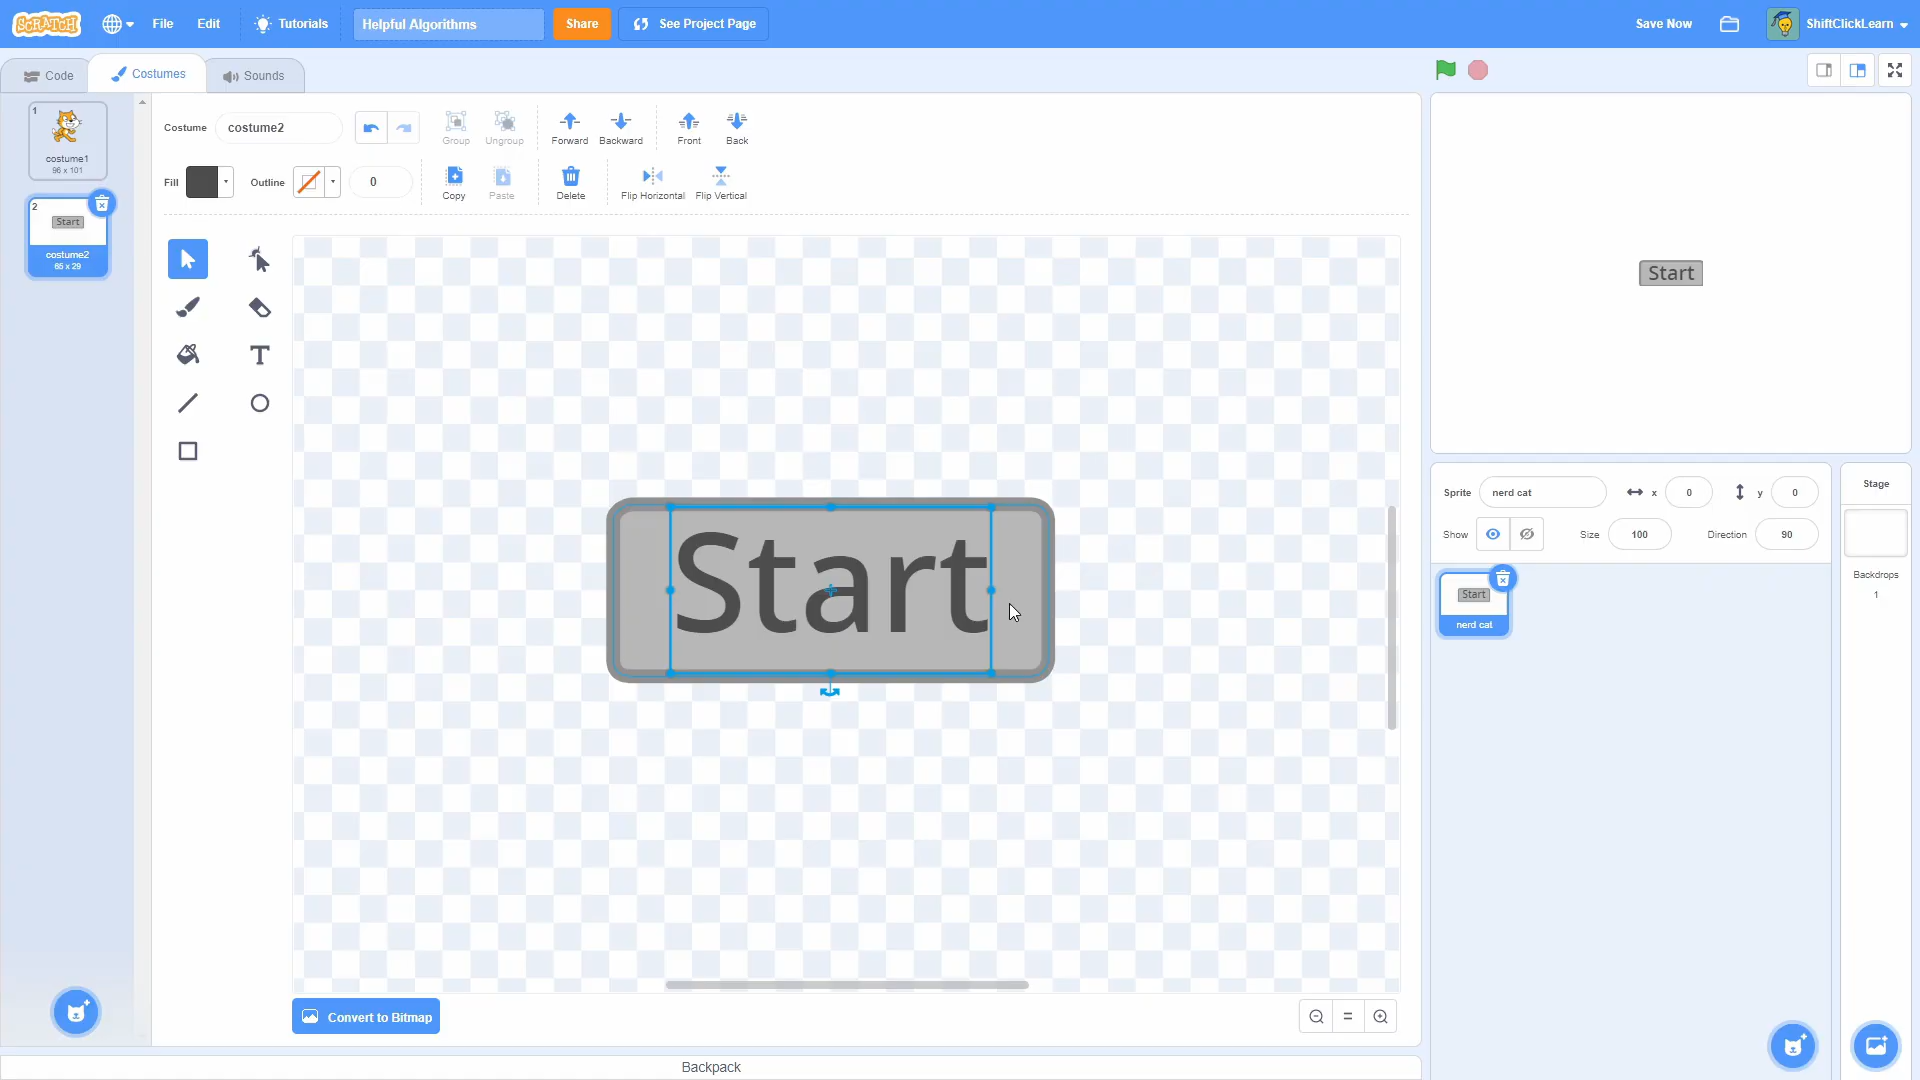 SCRATCH
File
Edit
Tutorials
Helpful Algorithms
Share
See Project Page
Save Now
ShiftClickLearn
Code
Costumes
Sounds
1
costume1
96 x 101
2
Start
costume2
65 x 29
Costume
costume2
Group
Ungroup
Forward
Backward
Front
Back
Fill
Outline
0
Copy
Paste
Delete
Flip Horizontal
Flip Vertical
Start
Convert to Bitmap
Backpack
Start
Sprite
nerd cat
x
0
y
0
Show
Size
100
Direction
90
Start
nerd cat
Stage
Backdrops
1